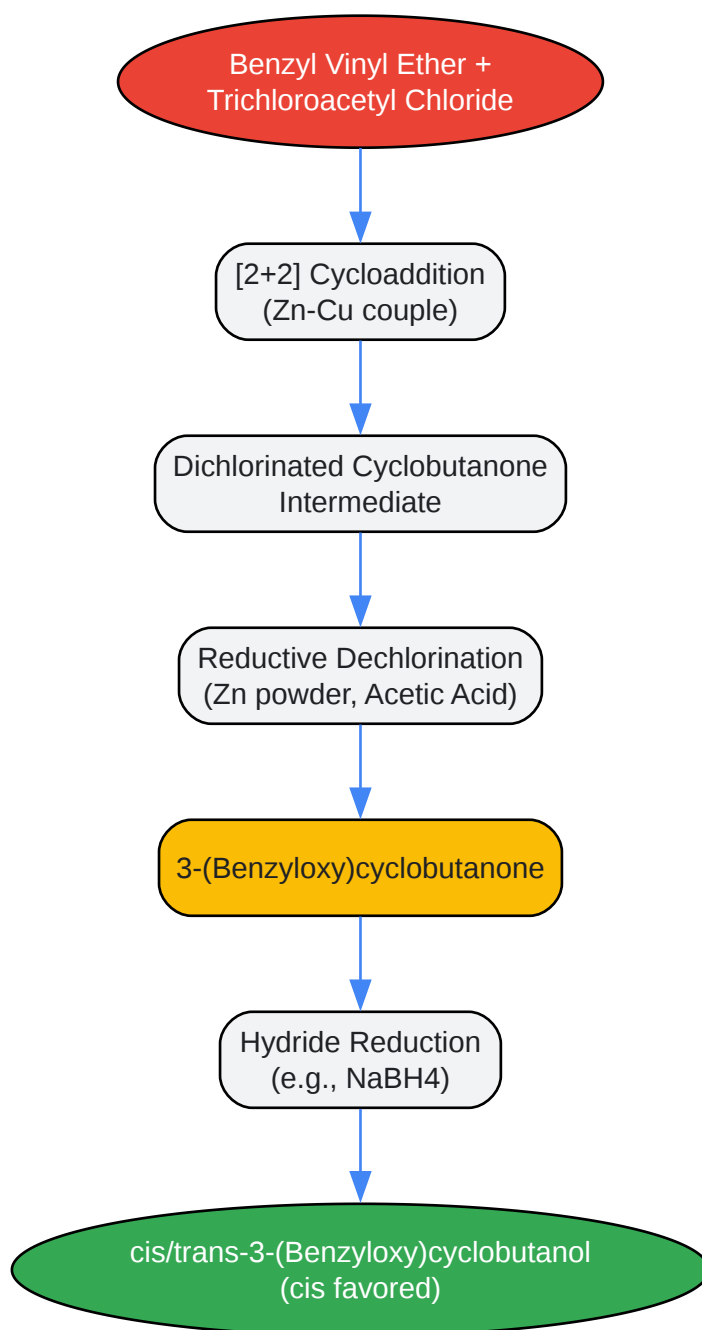 Benzyl Vinyl Ether +
Trichloroacetyl Chloride
[2+2] Cycloaddition
(Zn-Cu couple)
Dichlorinated Cyclobutanone
Intermediate
Reductive Dechlorination
(Zn powder, Acetic Acid)
3-(Benzyloxy)cyclobutanone
Hydride Reduction
(e.g., NaBH4)
cis/trans-3-(Benzyloxy)cyclobutanol
(cis favored)